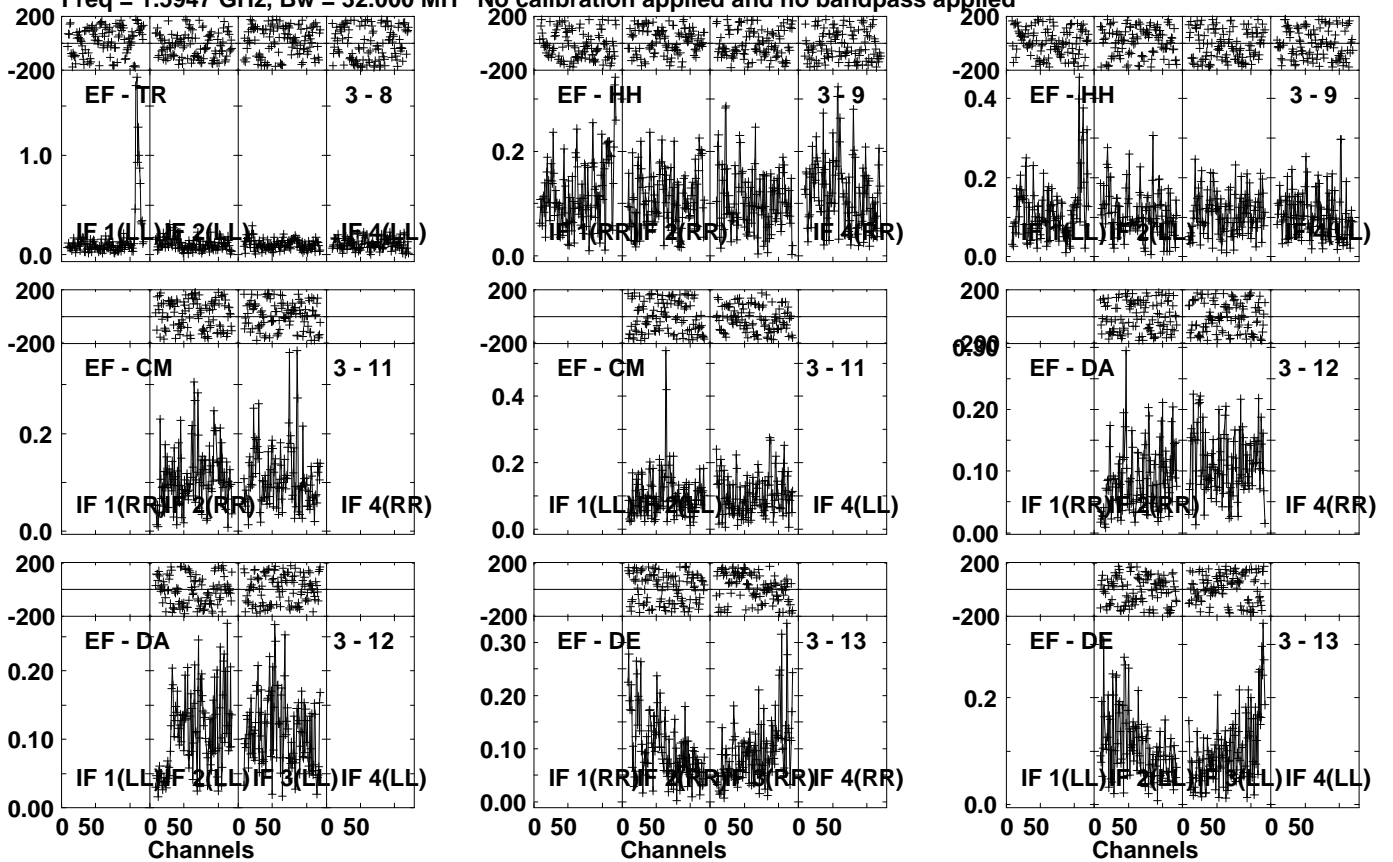 Freq = 1.5947 GHz, Bw = 32.000 MH No calibration applied and no bandpass applied
200
-200
EF - TR 3 - 8
1.0
0.0
IF 1(LL) IF 2(LL) IF 4(LL)
200
-200
EF - HH 3 - 9
0.2
0.0
IF 1(RR) IF 2(RR) IF 4(RR)
200
-200
EF - HH 3 - 9
0.4
0.2
0.0
IF 1(LL) IF 2(LL) IF 4(LL)
200
-200
EF - CM 3 - 11
0.2
0.0
IF 1(RR) IF 2(RR) IF 4(RR)
200
-200
EF - CM 3 - 11
0.4
0.2
0.0
IF 1(LL) IF 2(LL) IF 4(LL)
200
-200
0.30
EF - DA 3 - 12
0.20
0.10
0.00
IF 1(RR) IF 2(RR) IF 4(RR)
200
-200
EF - DA 3 - 12
0.20
0.10
0.00
IF 1(LL) IF 2(LL) IF 3(LL) IF 4(LL)
0 50 0 50 0 50 0 50
Channels
200
-200
EF - DE 3 - 13
0.30
0.20
0.10
0.00
IF 1(RR) IF 2(RR) IF 3(RR) IF 4(RR)
0 50 0 50 0 50 0 50
Channels
200
-200
EF - DE 3 - 13
0.2
0.0
IF 1(LL) IF 2(LL) IF 3(LL) IF 4(LL)
0 50 0 50 0 50 0 50
Channels